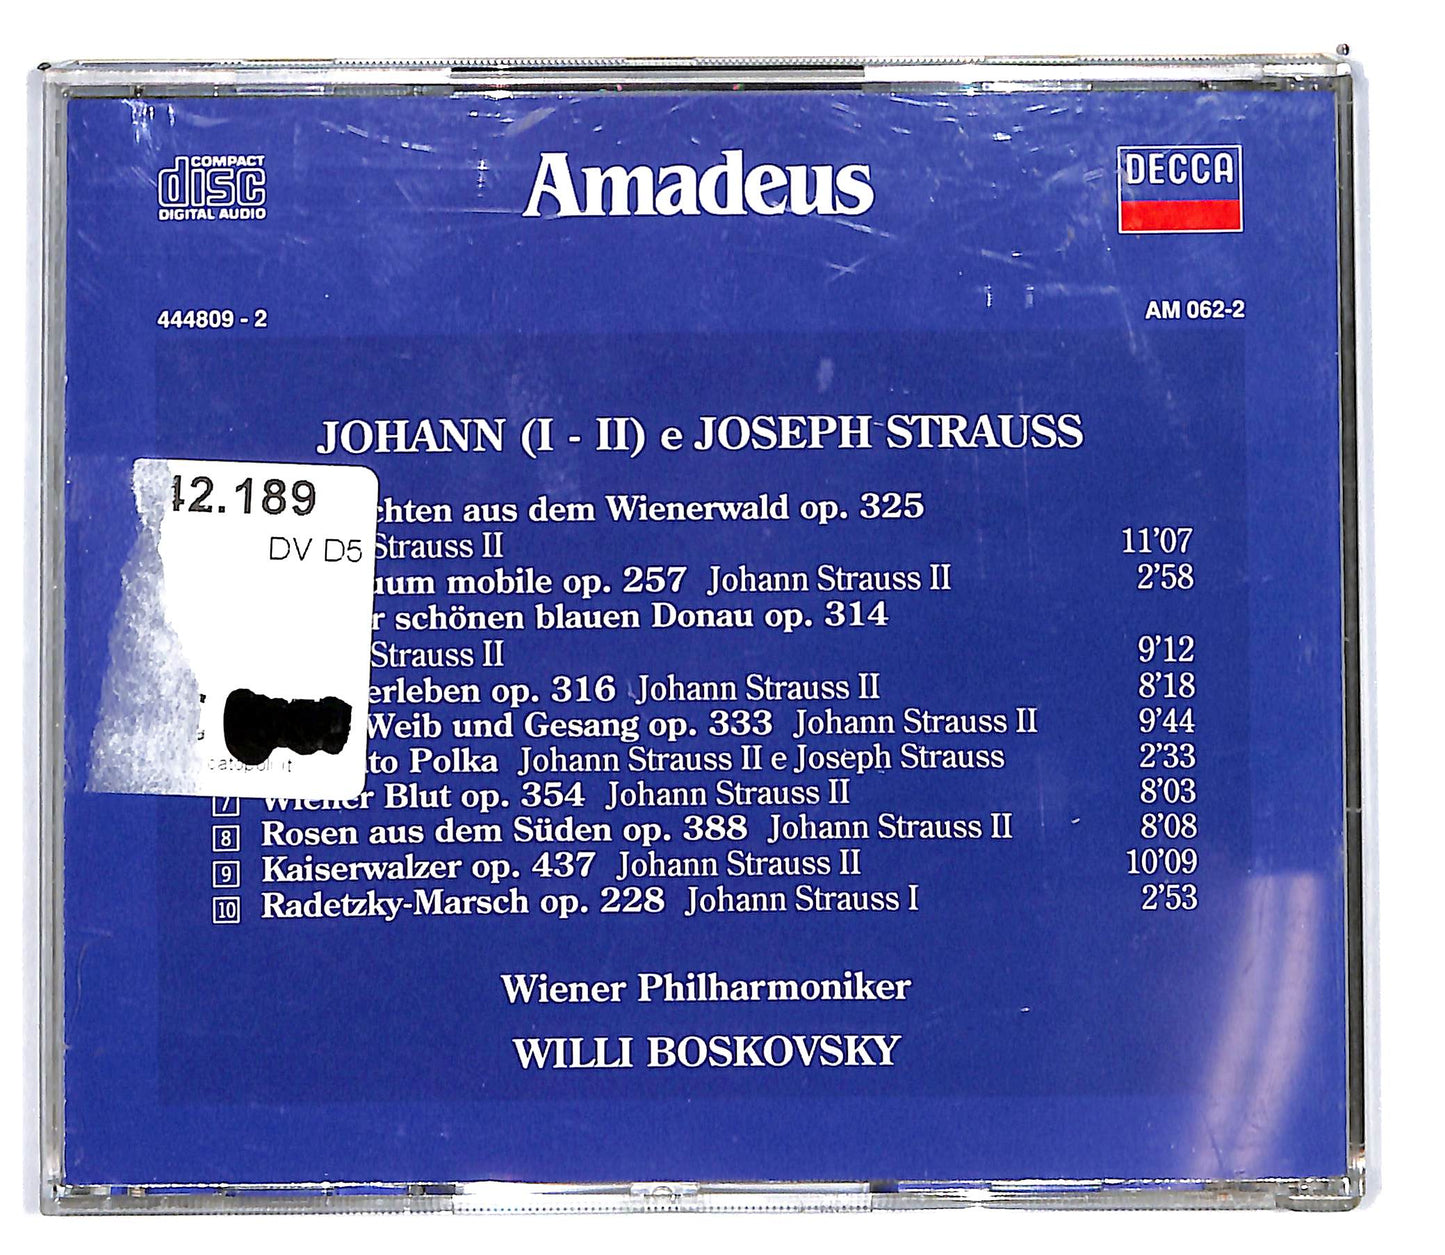 COMPACT
disc
DIGITAL AUDIO
Amadeus
DECCA
444809 - 2
AM 062-2
JOHANN (I - II) e JOSEPH STRAUSS
42.189
DV D5
chten aus dem Wienerwald op. 325
Strauss II 11'07
uum mobile op. 257 Johann Strauss II 2'58
r schönen blauen Donau op. 314
Strauss II 9'12
erleben op. 316 Johann Strauss II 8'18
Weib und Gesang op. 333 Johann Strauss II 9'44
ato Polka Johann Strauss II e Joseph Strauss 2'33
7 Wiener Blut op. 354 Johann Strauss II 8'03
8 Rosen aus dem Süden op. 388 Johann Strauss II 8'08
9 Kaiserwalzer op. 437 Johann Strauss II 10'09
10 Radetzky-Marsch op. 228 Johann Strauss I 2'53
Wiener Philharmoniker
WILLI BOSKOVSKY